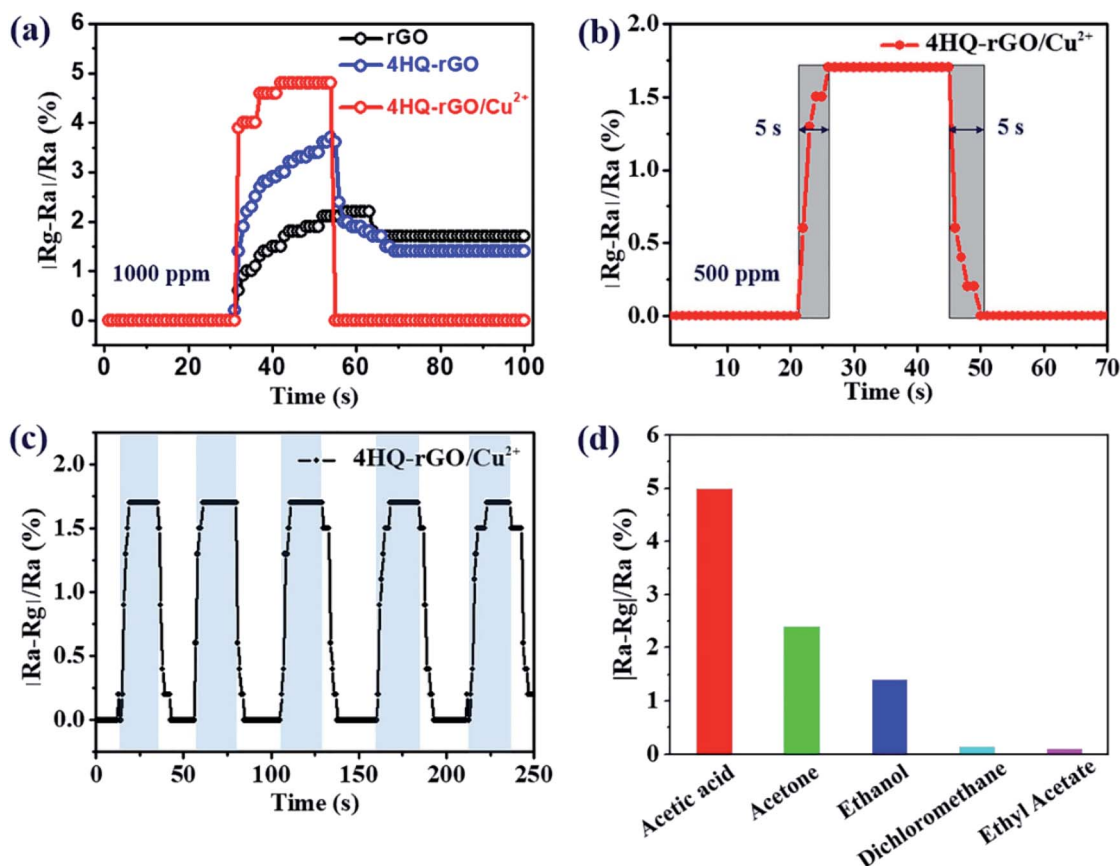 (a)
rGO
4HQ-rGO
4HQ-rGO/Cu²⁺
1000 ppm
|Rg-Ra|/Ra (%)
6
5
4
3
2
1
0
0 20 40 60 80 100
Time (s)
(b)
4HQ-rGO/Cu²⁺
5 s
5 s
500 ppm
|Rg-Ra|/Ra (%)
2.0
1.5
1.0
0.5
0.0
10 20 30 40 50 60 70
Time (s)
(c)
4HQ-rGO/Cu²⁺
|Ra-Rg|/Ra (%)
2.0
1.5
1.0
0.5
0.0
0 50 100 150 200 250
Time (s)
(d)
|Ra-Rg|/Ra (%)
6
5
4
3
2
1
0
Acetic acid
Acetone
Ethanol
Dichloromethane
Ethyl Acetate